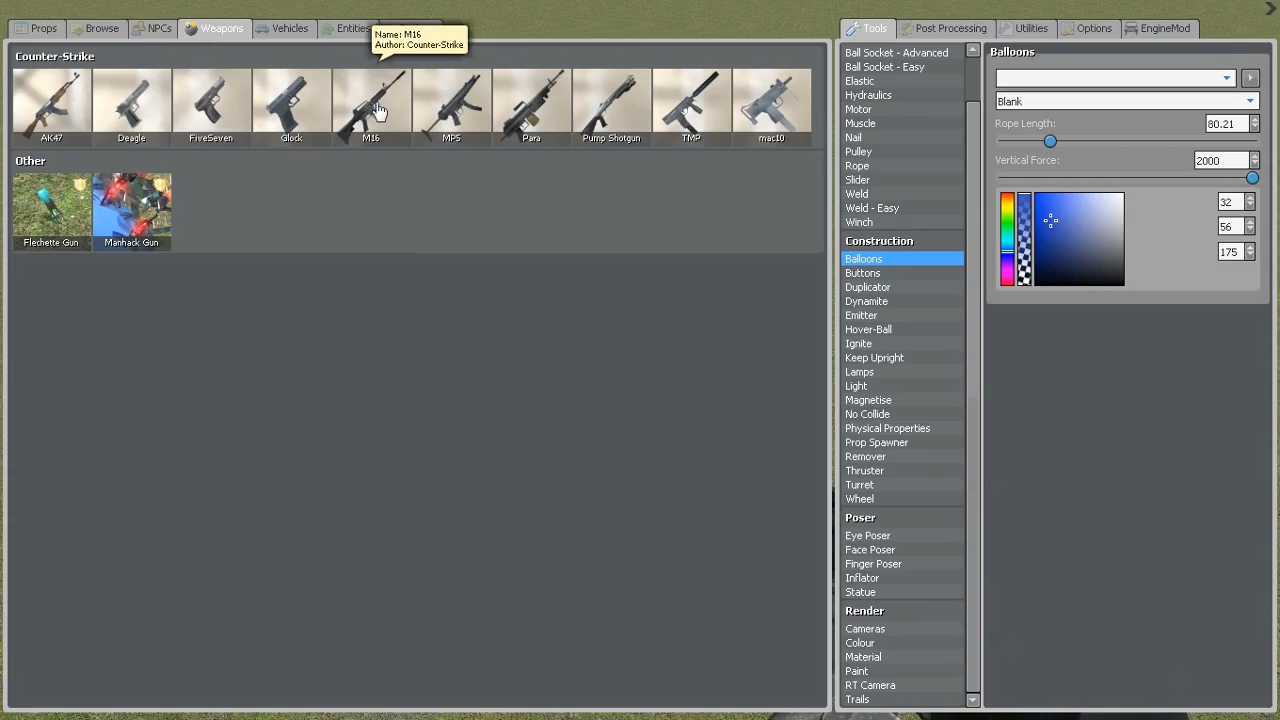 Props
Browse
NPCs
Weapons
Vehicles
Entities
Name: M16
Author: Counter-Strike
Counter-Strike
AK47
Deagle
FiveSeven
Glock
M16
MP5
Para
Pump Shotgun
TMP
mac10
Other
Flechette Gun
Manhack Gun
Tools
Post Processing
Utilities
Options
EngineMod
Ball Socket - Advanced
Ball Socket - Easy
Elastic
Hydraulics
Motor
Muscle
Nail
Pulley
Rope
Slider
Weld
Weld - Easy
Winch
Construction
Balloons
Buttons
Duplicator
Dynamite
Emitter
Hover-Ball
Ignite
Keep Upright
Lamps
Light
Magnetise
No Collide
Physical Properties
Prop Spawner
Remover
Thruster
Turret
Wheel
Poser
Eye Poser
Face Poser
Finger Poser
Inflator
Statue
Render
Cameras
Colour
Material
Paint
RT Camera
Trails
Balloons
Blank
Rope Length: 80.21
Vertical Force: 2000
32
56
175